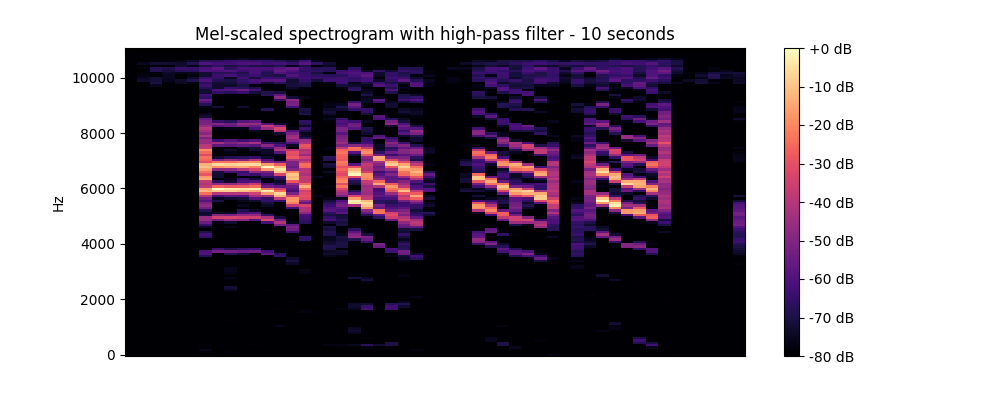 Mel-scaled spectrogram with high-pass filter - 10 seconds
Hz
10000
8000
6000
4000
2000
0
+0 dB
-10 dB
-20 dB
-30 dB
-40 dB
-50 dB
-60 dB
-70 dB
-80 dB